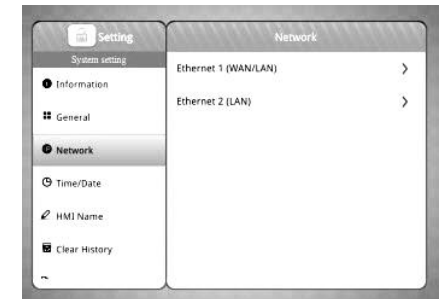 Setting
System setting
Information
General
Network
Time/Date
HMI Name
Clear History
Network
Ethernet 1 (WAN/LAN)
Ethernet 2 (LAN)